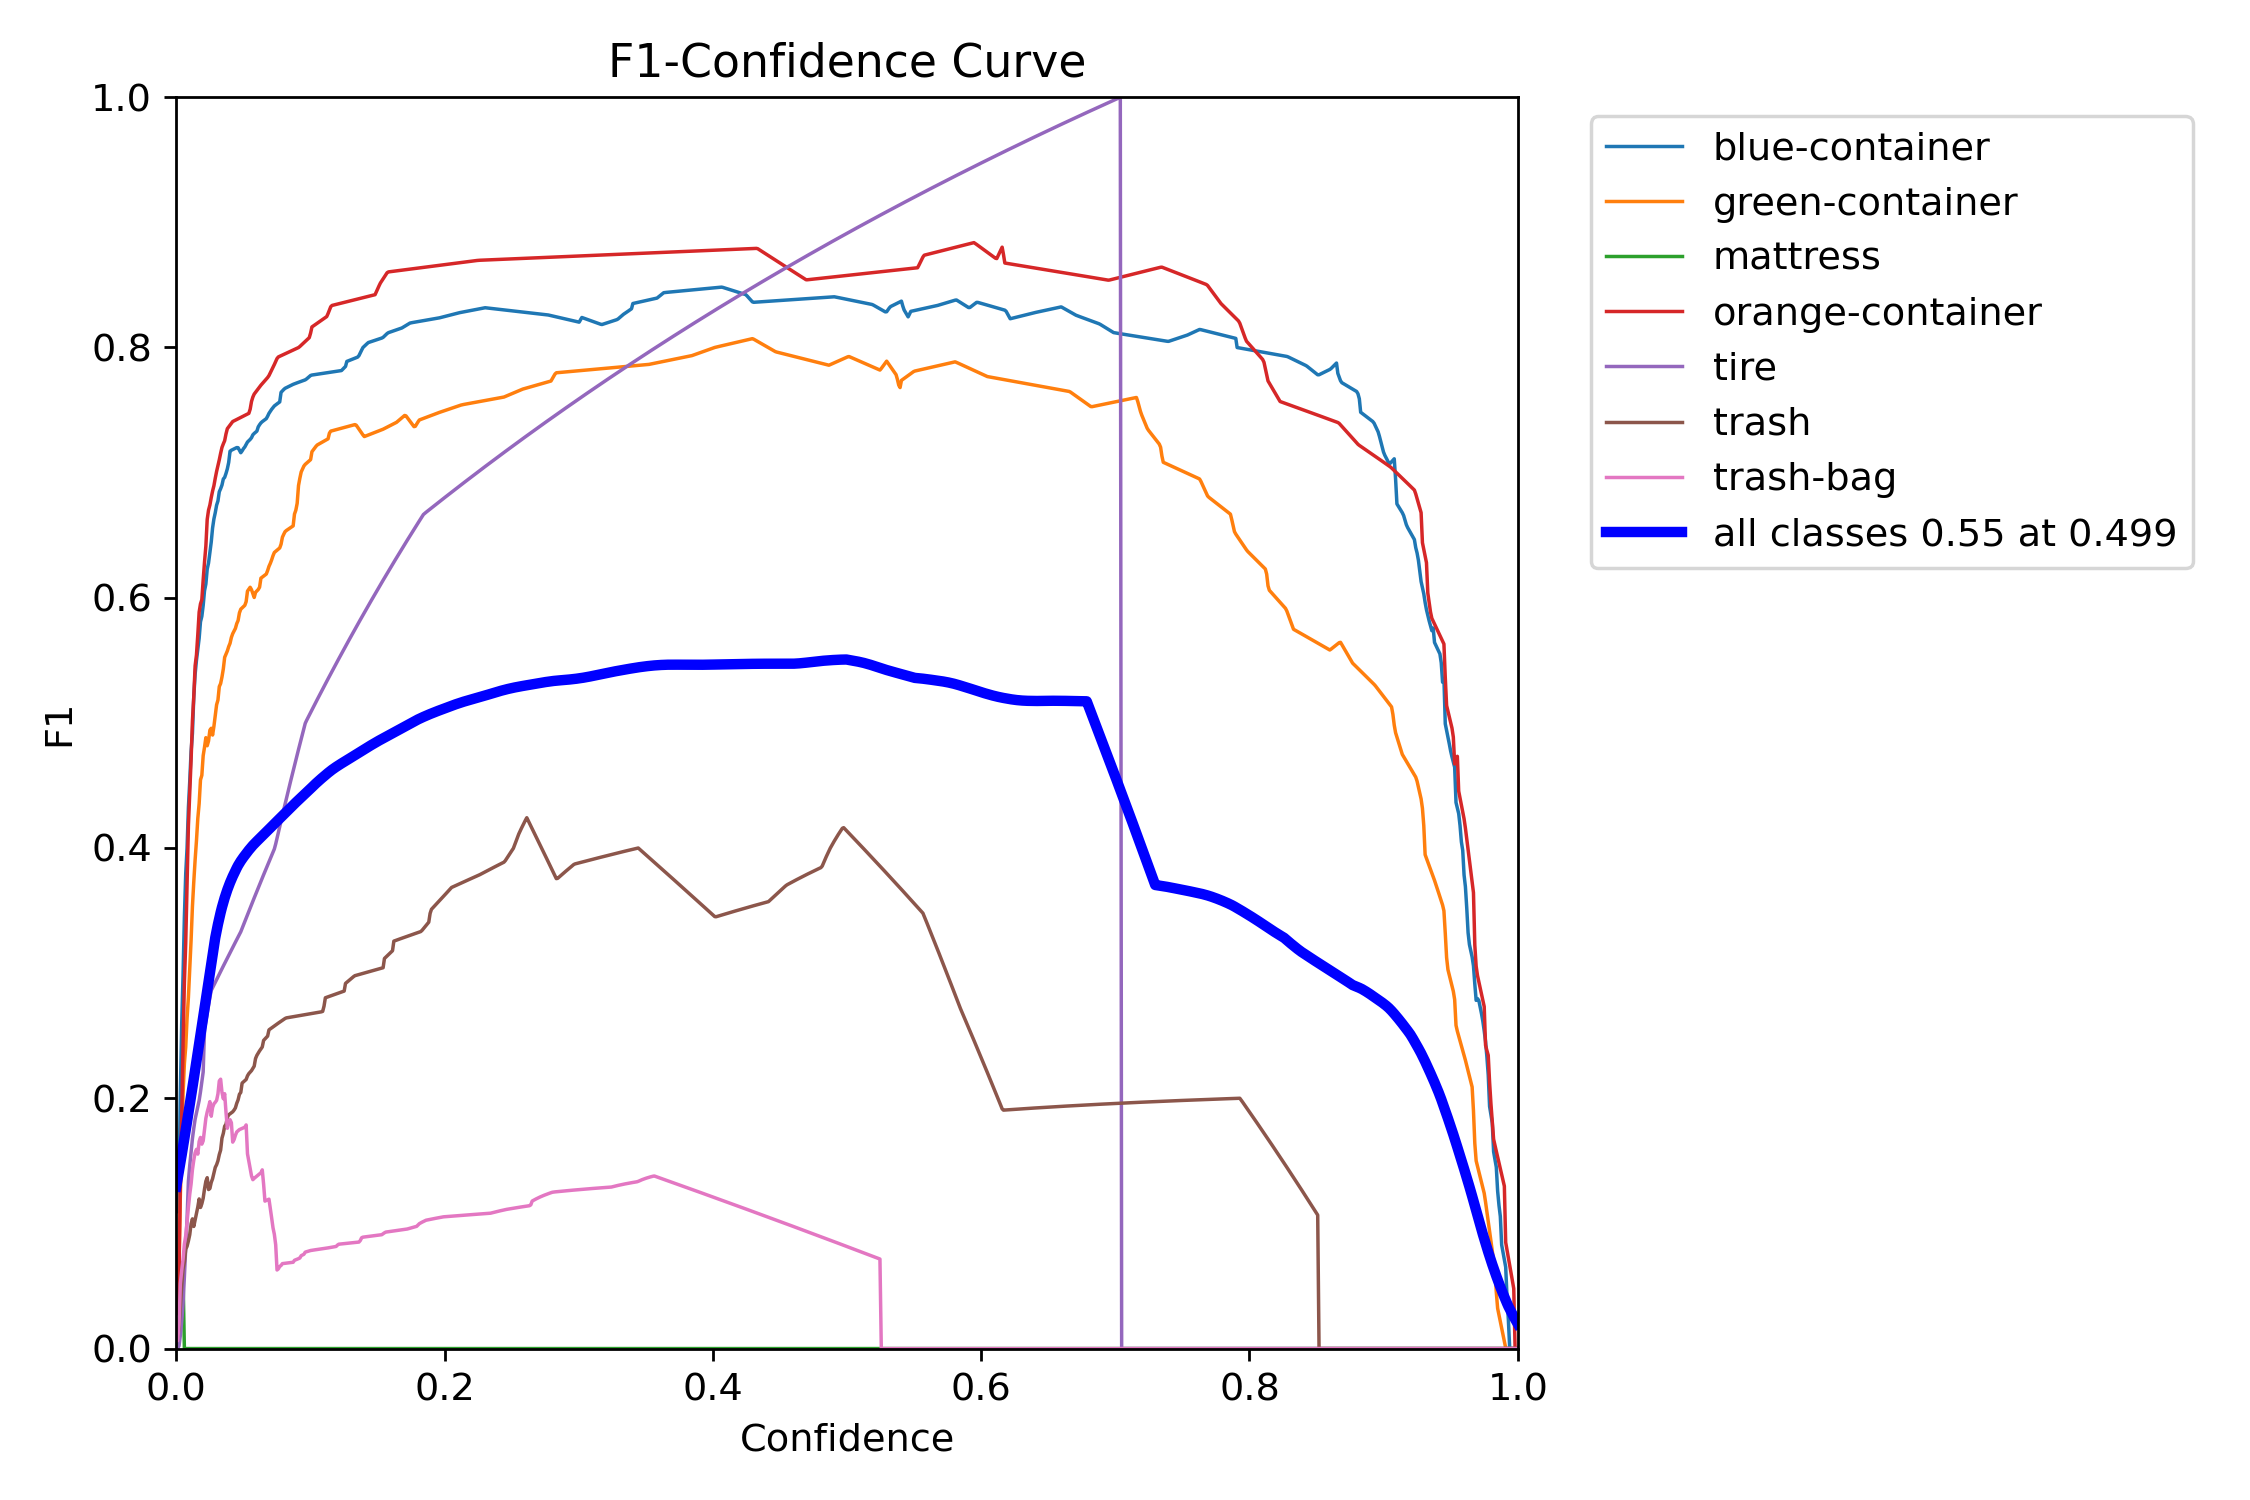 F1-Confidence Curve
1.0
0.8
0.6
0.4
0.2
0.0
F1
0.0 0.2 0.4 0.6 0.8 1.0
Confidence
blue-container
green-container
mattress
orange-container
tire
trash
trash-bag
all classes 0.55 at 0.499